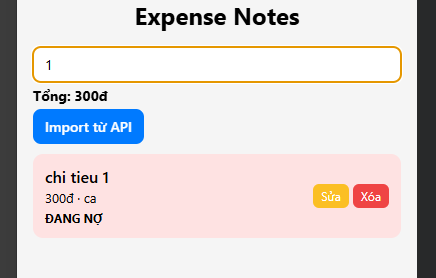 Expense Notes
1
Tổng: 300đ
Import từ API
chi tieu 1
300đ · ca
ĐANG NỢ
Sửa
Xóa